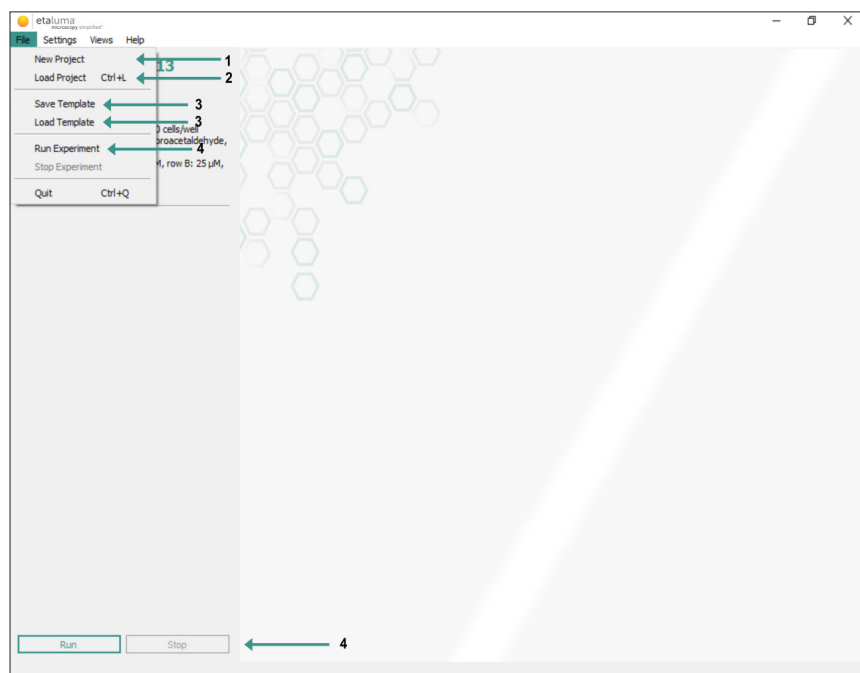 etaluma
microscopy simplified
File Settings Views Help
New Project 1
13
Load Project Ctrl+L 2
Save Template 3
Load Template 3
0 cells/well
proacetaldehyde,
Run Experiment 4
M, row B: 25 µM,
Stop Experiment
Quit Ctrl+Q
Run Stop 4